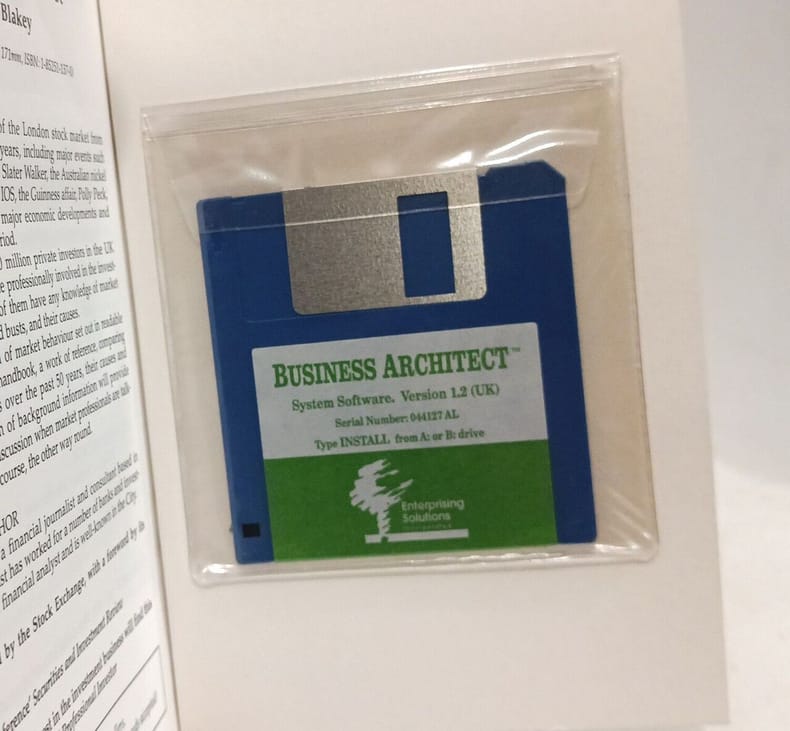 Blakey
171mm, ISBN: 1-85251-137-0
of the London stock market from
years, including major events such
Slater Walker, the Australian nickel
IOS, the Guinness affair, Polly Peck,
major economic developments and
riod.
0 million private investors in the UK
e professionally involved in the invest-
of them have any knowledge of market
d busts, and their causes.
of market behaviour set out in readable
handbook, a work of reference, comparing
s over the past 50 years, their causes and
n of background information will provide
scussion when market professionals are talk-
course, the other way round.
HOR
a financial journalist and consultant based in
st has worked for a number of banks and invest-
financial analyst and is well-known in the City.
d by the Stock Exchange, with a foreword by its
ference' Securities and Investment Review
st in the investment business will find this
Professional Investor
BUSINESS ARCHITECT™
System Software. Version 1.2 (UK)
Serial Number: 044127 AL
Type INSTALL from A: or B: drive
Enterprising
Solutions